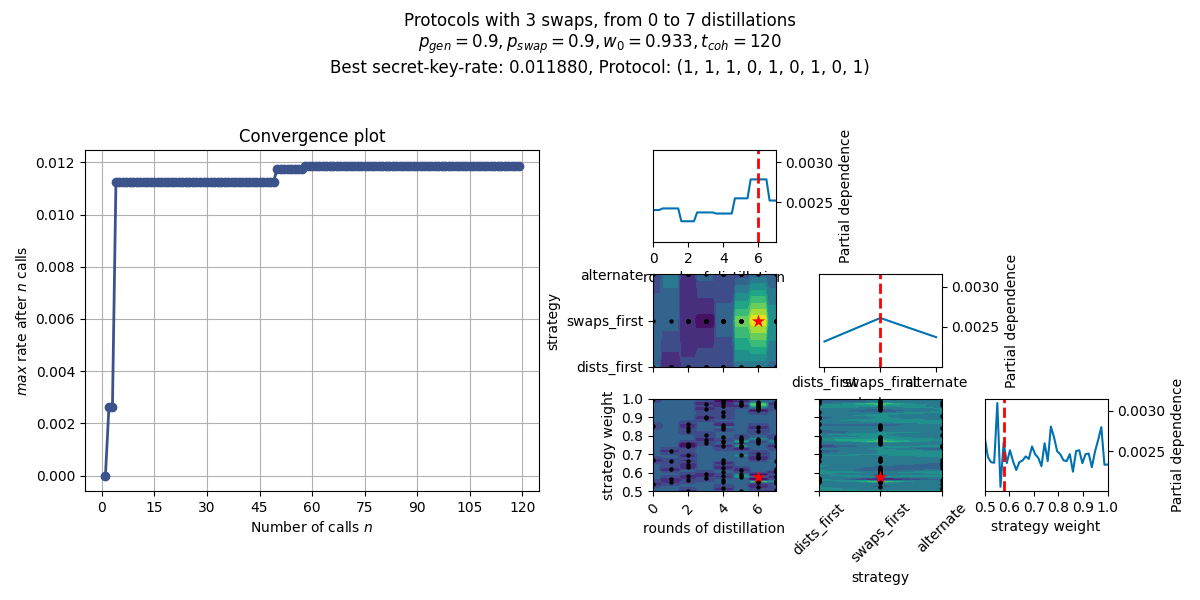 Protocols with 3 swaps, from 0 to 7 distillations
p_gen = 0.9, p_swap = 0.9, w_0 = 0.933, t_coh = 120
Best secret-key-rate: 0.011880, Protocol: (1, 1, 1, 0, 1, 0, 1, 0, 1)
Convergence plot
max rate after n calls
0.012
0.010
0.008
0.006
0.004
0.002
0.000
0 15 30 45 60 75 90 105 120
Number of calls n
0.0030
0.0025
Partial dependence
0 2 4 6
strategy
alternate
swaps_first
dists_first
0.0030
0.0025
Partial dependence
dists_first swaps_first alternate
strategy weight
1.0
0.9
0.8
0.7
0.6
0.5
0 2 4 6
rounds of distillation
dists_first swaps_first alternate
strategy
0.0030
0.0025
Partial dependence
0.5 0.6 0.7 0.8 0.9 1.0
strategy weight